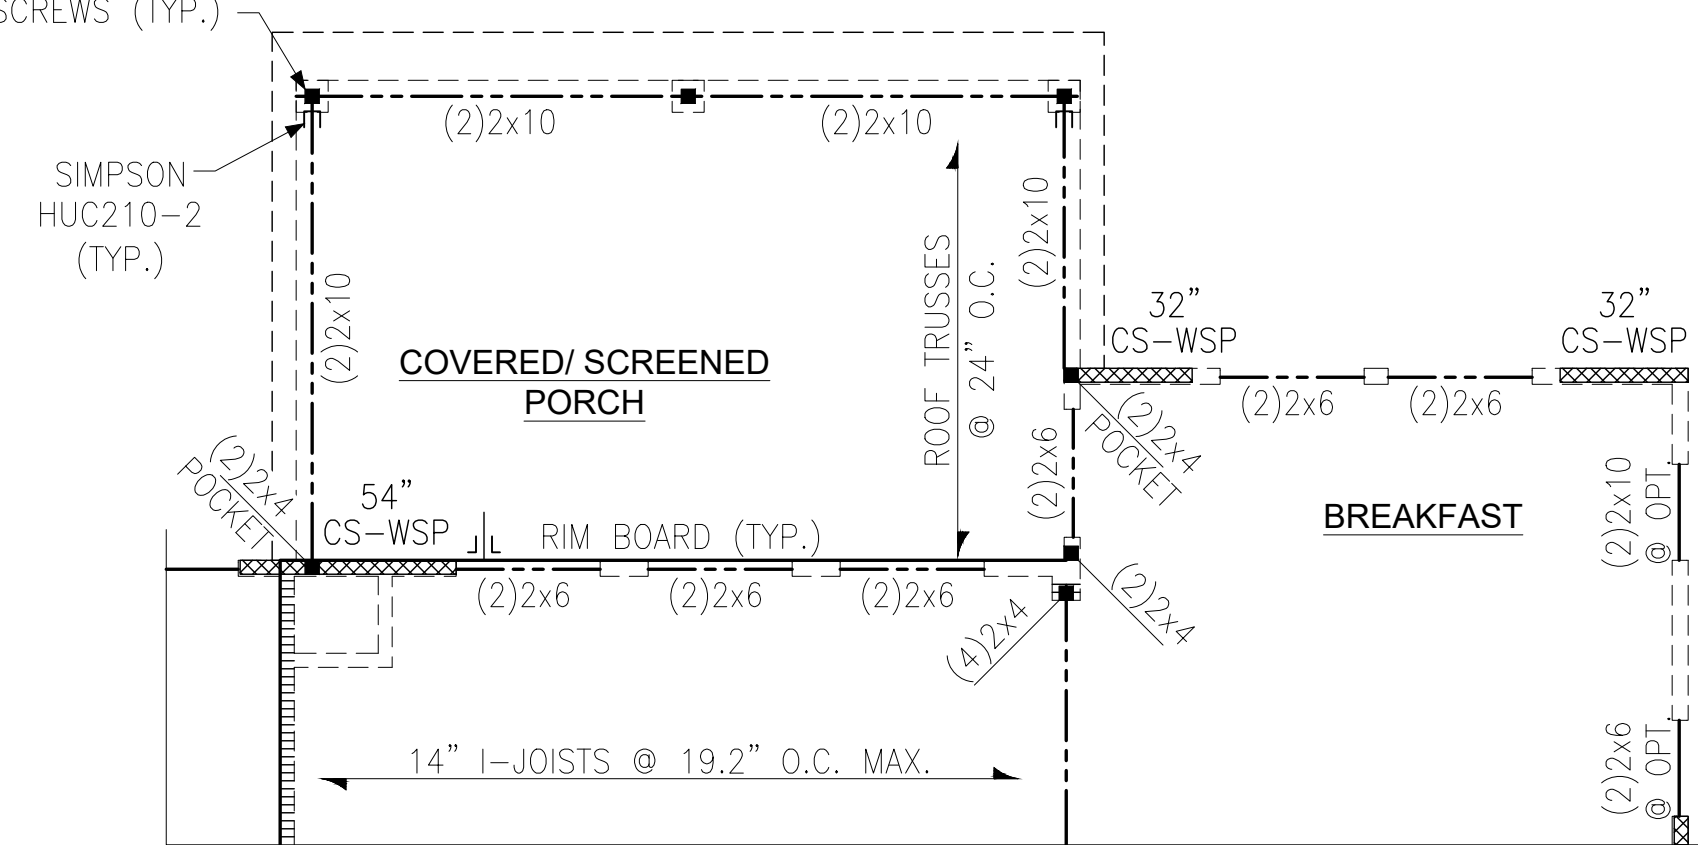 SCREWS (TYP.)
(2)2x10
(2)2x10
SIMPSON
HUC210-2
(TYP.)
(2)2x10
(2)2x10
ROOF TRUSSES
@ 24” O.C.
COVERED/ SCREENED
PORCH
32”
CS-WSP
32”
CS-WSP
(2)2x6
(2)2x6
(2)2x4
POCKET
(2)2x6
(2)2x4
POCKET
54”
CS-WSP
RIM BOARD (TYP.)
BREAKFAST
(2)2x10
@ OPT.
(2)2x6
(2)2x6
(2)2x6
(2)2x4
(4)2x4
14” I-JOISTS @ 19.2” O.C. MAX.
(2)2x6
@ OPT.